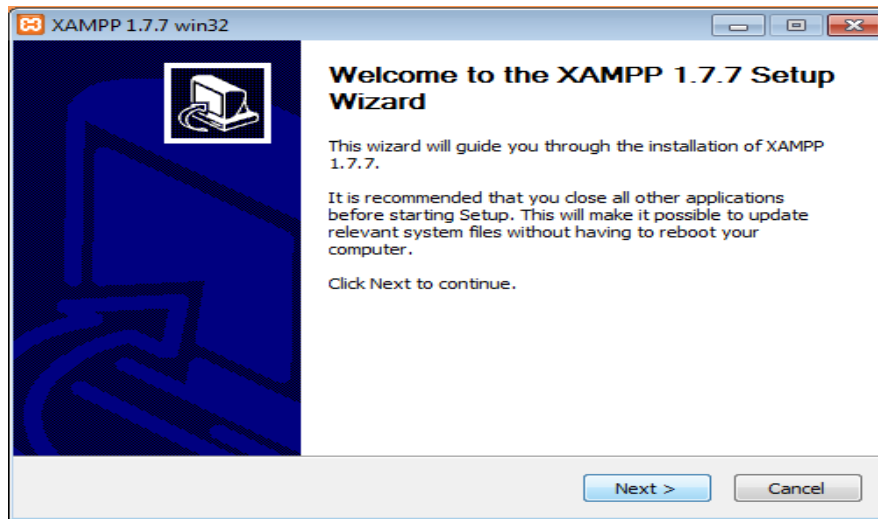 XAMPP 1.7.7 win32
Welcome to the XAMPP 1.7.7 Setup
Wizard
This wizard will guide you through the installation of XAMPP
1.7.7.
It is recommended that you close all other applications
before starting Setup. This will make it possible to update
relevant system files without having to reboot your
computer.
Click Next to continue.
Next >
Cancel